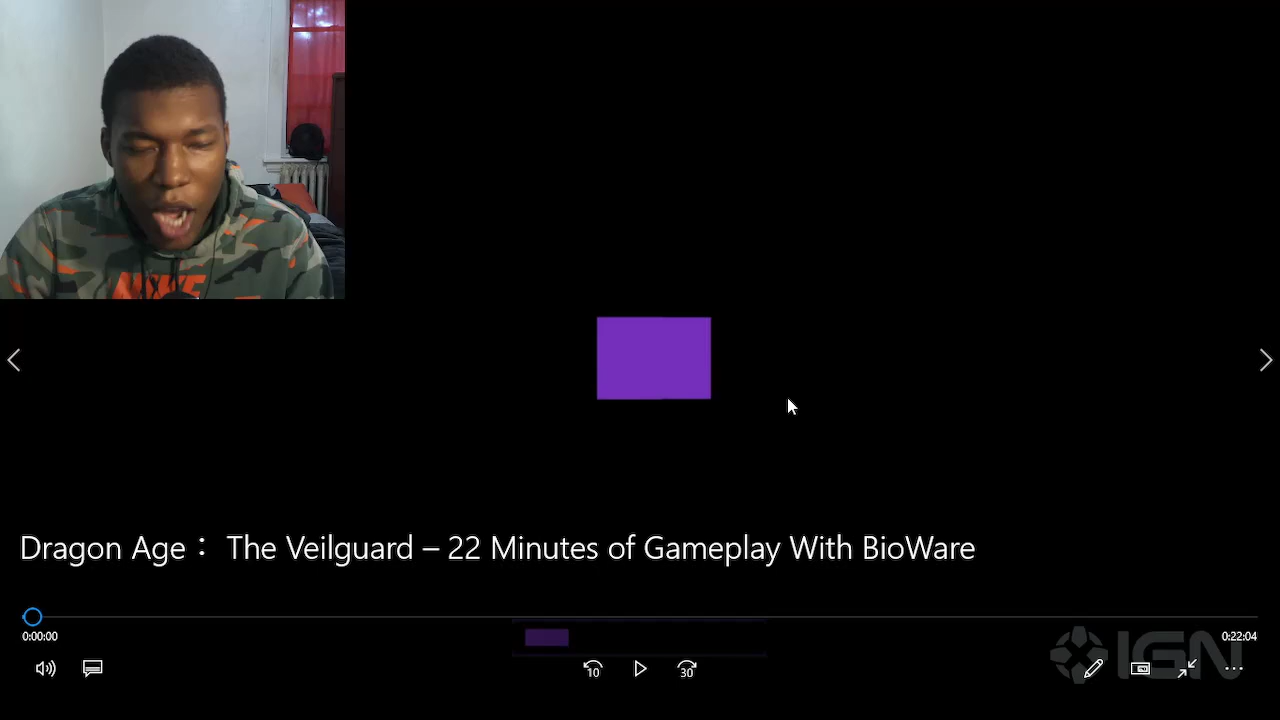 NIKE
Dragon Age： The Veilguard – 22 Minutes of Gameplay With BioWare
0:00:00
0:22:04
10
30
IGN